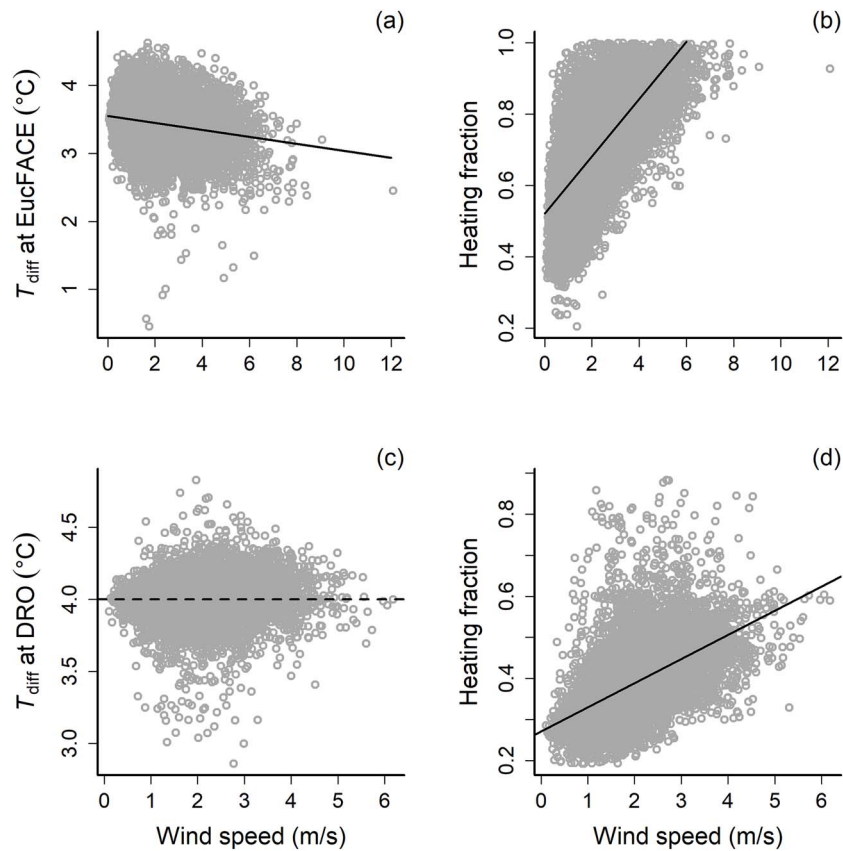 (a)
T diff at EucFACE (°C)
4
3
2
1
0 2 4 6 8 10 12
(b)
Heating fraction
1.0
0.8
0.6
0.4
0.2
0 2 4 6 8 10 12
(c)
T diff at DRO (°C)
4.5
4.0
3.5
3.0
0 1 2 3 4 5 6
Wind speed (m/s)
(d)
Heating fraction
0.8
0.6
0.4
0.2
0 1 2 3 4 5 6
Wind speed (m/s)